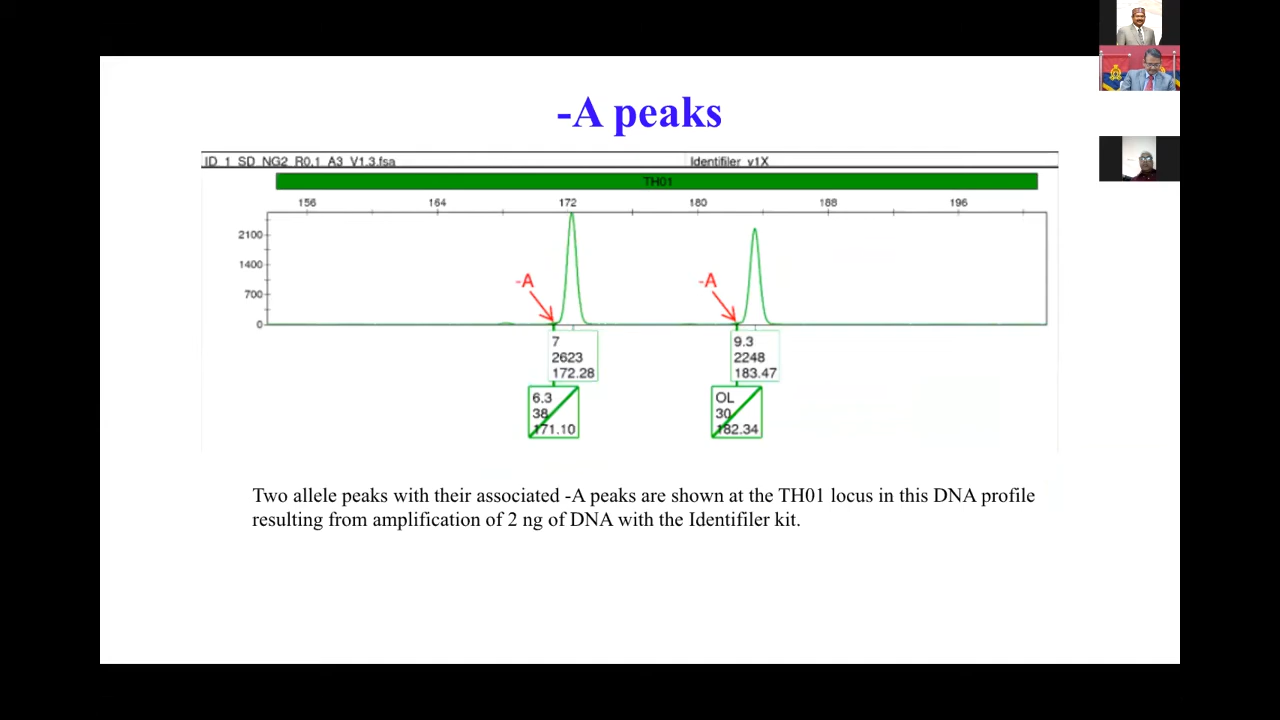 -A peaks
ID_1_SD_NG2_R0.1_A3_V1.3.fsa Identifiler_v1X
TH01
156 164 172 180 188 196
2100
1400
700
0
-A -A
7 9.3
2623 2248
172.28 183.47
6.3 OL
38 30
171.10 182.34
Two allele peaks with their associated -A peaks are shown at the TH01 locus in this DNA profile
resulting from amplification of 2 ng of DNA with the Identifiler kit.